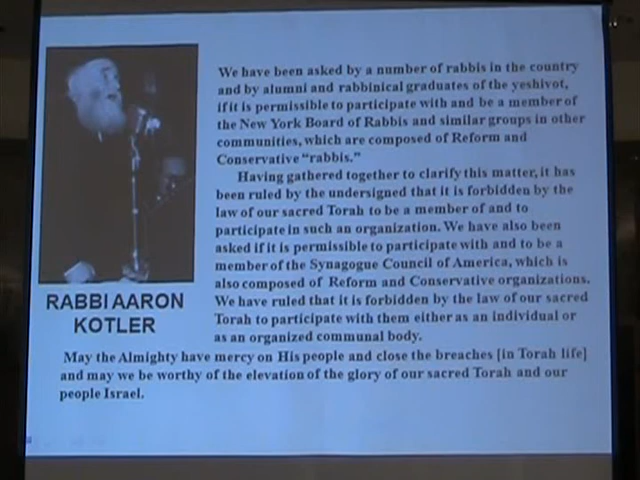 We have been asked by a number of rabbis in the country
and by alumni and rabbinical graduates of the yeshivot,
if it is permissible to participate with and be a member of
the New York Board of Rabbis and similar groups in other
communities, which are composed of Reform and
Conservative “rabbis.”
Having gathered together to clarify this matter, it has
been ruled by the undersigned that it is forbidden by the
law of our sacred Torah to be a member of and to
participate in such an organization. We have also been
asked if it is permissible to participate with and to be a
member of the Synagogue Council of America, which is
also composed of Reform and Conservative organizations.
We have ruled that it is forbidden by the law of our sacred
Torah to participate with them either as an individual or
as an organized communal body.
RABBI AARON
KOTLER
May the Almighty have mercy on His people and close the breaches [in Torah life]
and may we be worthy of the elevation of the glory of our sacred Torah and our
people Israel.